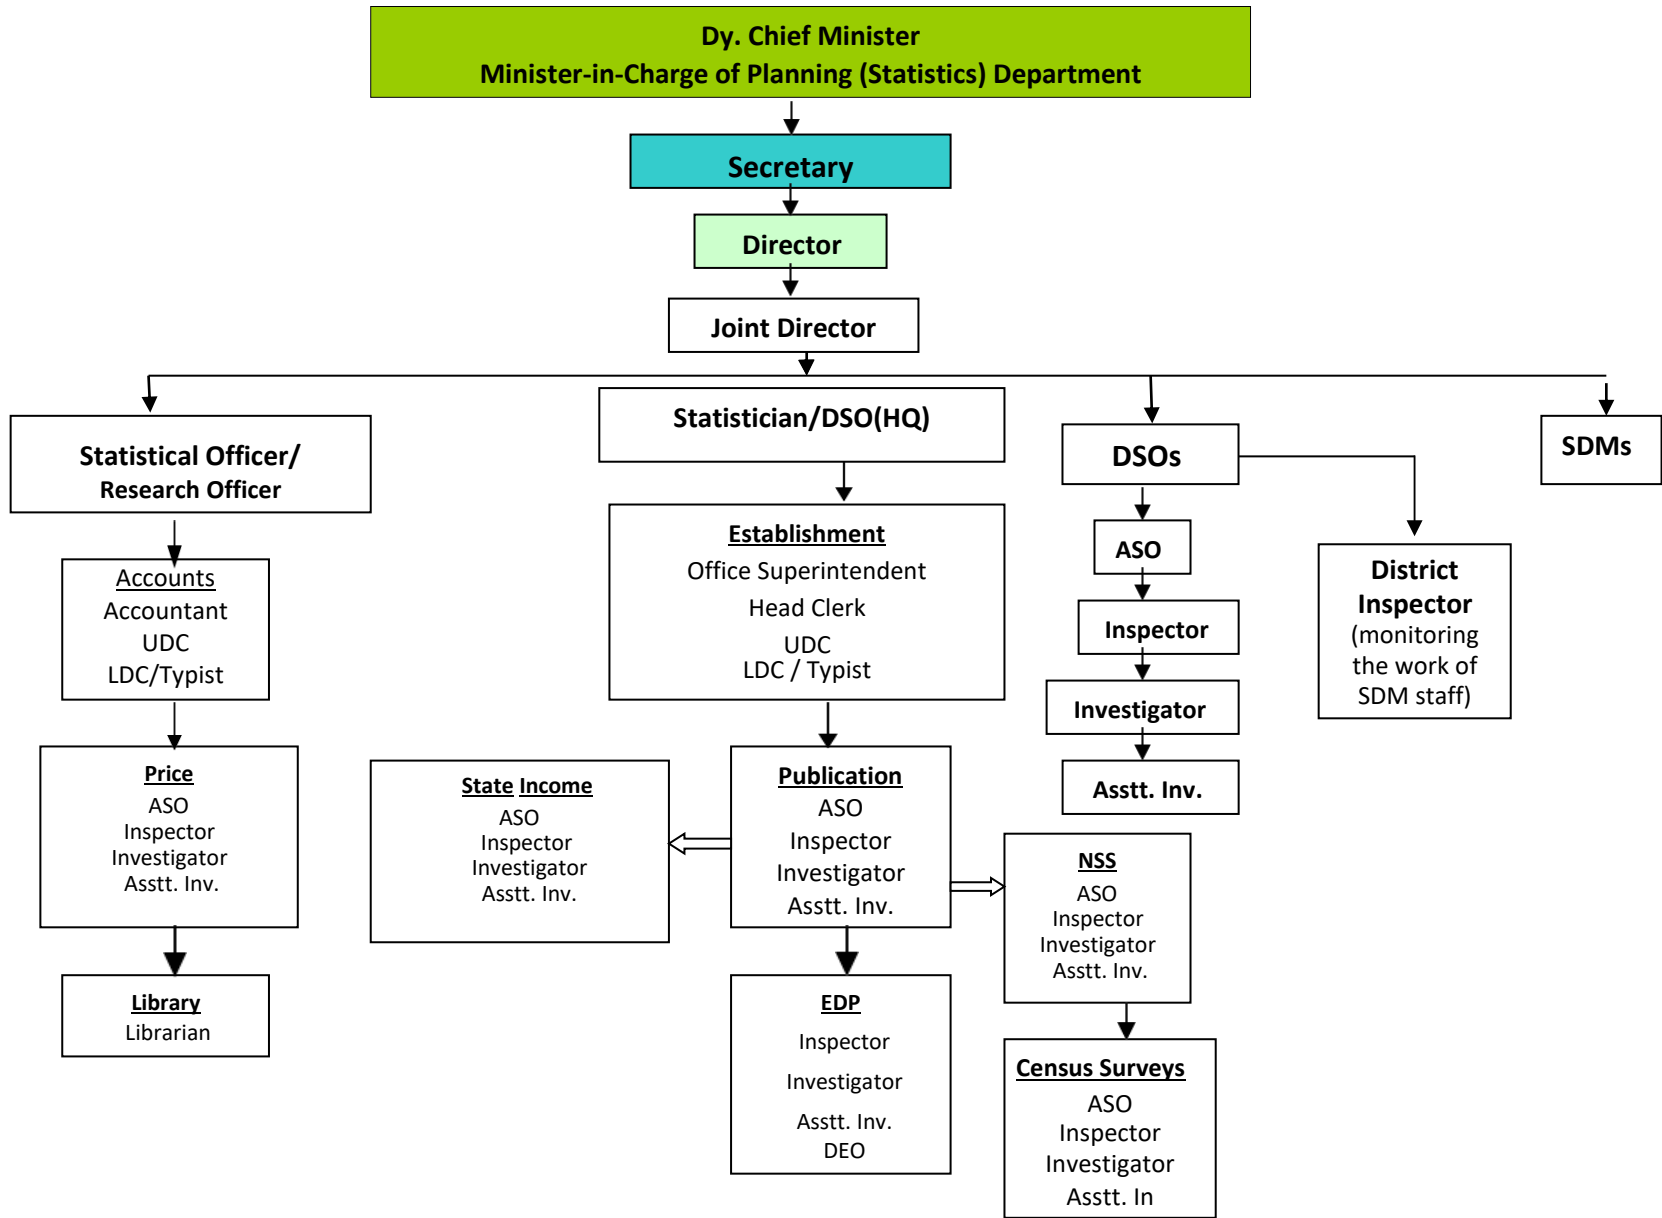 Dy. Chief Minister
Minister-in-Charge of Planning (Statistics) Department
Secretary
Director
Joint Director
Statistical Officer/
Research Officer
Accounts
Accountant
UDC
LDC/Typist
Price
ASO
Inspector
Investigator
Asstt. Inv.
Library
Librarian
Statistician/DSO(HQ)
Establishment
Office Superintendent
Head Clerk
UDC
LDC / Typist
State Income
ASO
Inspector
Investigator
Asstt. Inv.
Publication
ASO
Inspector
Investigator
Asstt. Inv.
EDP
Inspector
Investigator
Asstt. Inv.
DEO
NSS
ASO
Inspector
Investigator
Asstt. Inv.
Census Surveys
ASO
Inspector
Investigator
Asstt. In
DSOs
ASO
Inspector
Investigator
Asstt. Inv.
District
Inspector
(monitoring
the work of
SDM staff)
SDMs